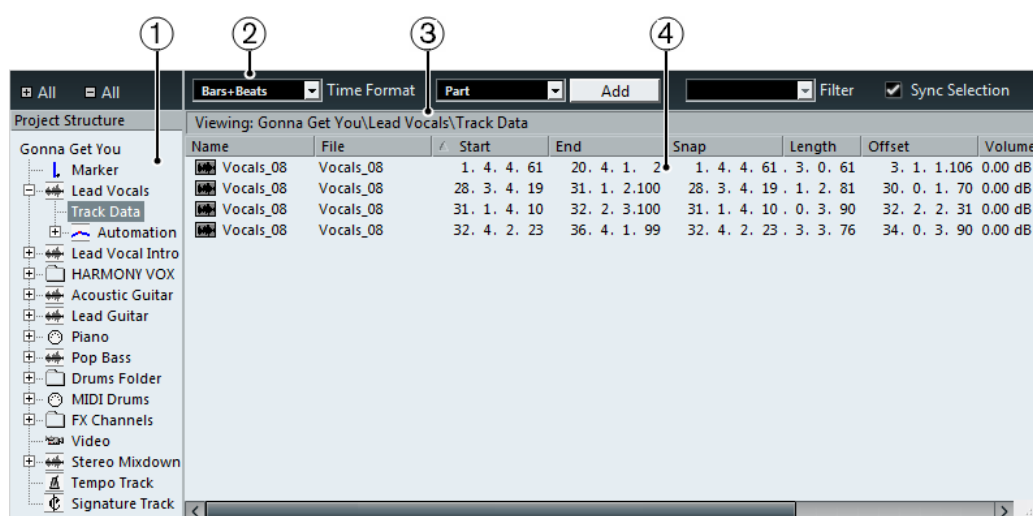 1 2 3 4
All All Bars+Beats Time Format Part Add Filter Sync Selection
Project Structure
Viewing: Gonna Get You\Lead Vocals\Track Data
Name File Start End Snap Length Offset Volume
Vocals_08 Vocals_08 1. 4. 4. 61 20. 4. 1. 2 1. 4. 4. 61 . 3. 0. 61 3. 1. 1.106 0.00 dB
Vocals_08 Vocals_08 28. 3. 4. 19 31. 1. 2.100 28. 3. 4. 19 . 1. 2. 81 30. 0. 1. 70 0.00 dB
Vocals_08 Vocals_08 31. 1. 4. 10 32. 2. 3.100 31. 1. 4. 10 . 0. 3. 90 32. 2. 2. 31 0.00 dB
Vocals_08 Vocals_08 32. 4. 2. 23 36. 4. 1. 99 32. 4. 2. 23 . 3. 3. 76 34. 0. 3. 90 0.00 dB
Gonna Get You
Marker
Lead Vocals
Track Data
Automation
Lead Vocal Intro
HARMONY VOX
Acoustic Guitar
Lead Guitar
Piano
Pop Bass
Drums Folder
MIDI Drums
FX Channels
Video
Stereo Mixdown
Tempo Track
Signature Track